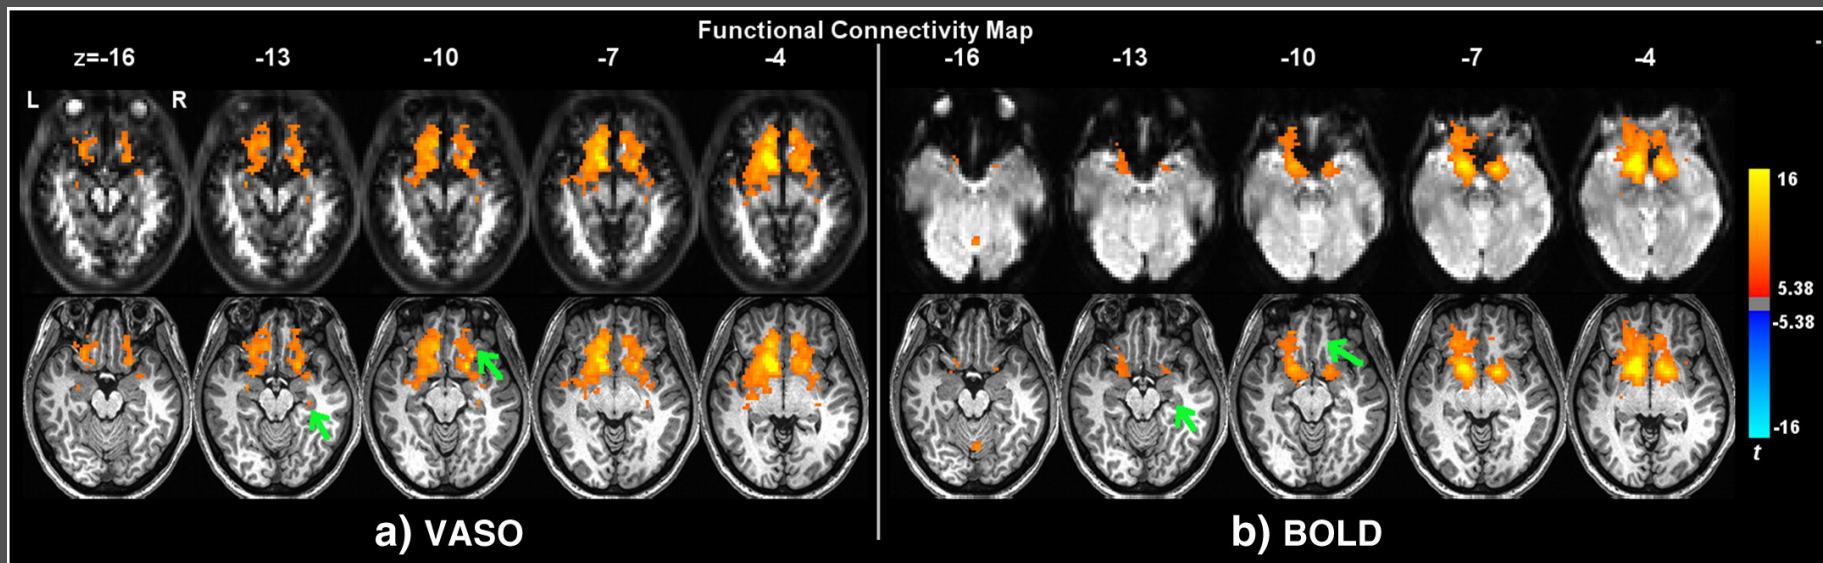 Functional Connectivity Map
z=-16 -13 -10 -7 -4 -16 -13 -10 -7 -4
L R
16
5.38
-5.38
-16
t
a) VASO b) BOLD